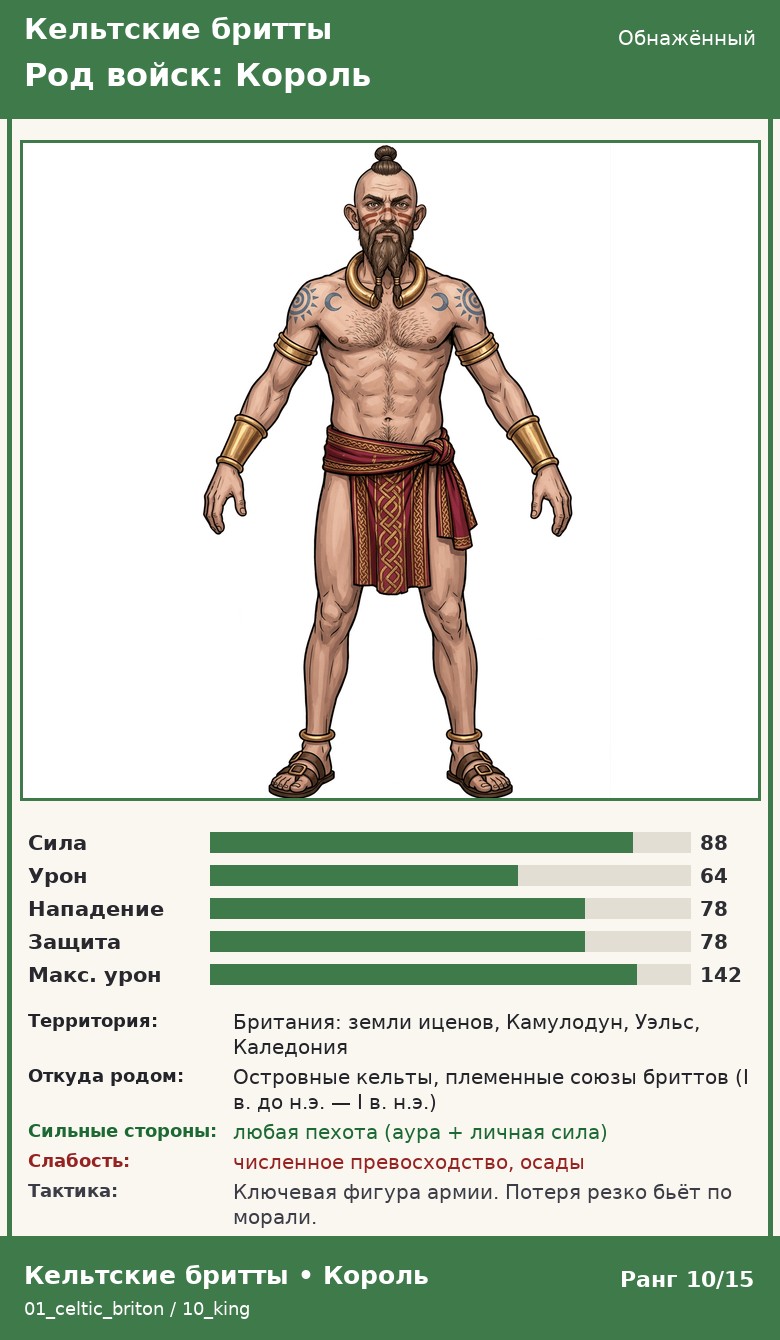 Кельтские бритты
Обнажённый
Род войск: Король
Сила 88
Урон 64
Нападение 78
Защита 78
Макс. урон 142
Территория: Британия: земли иценов, Камулодун, Уэльс,
Каледония
Откуда родом: Островные кельты, племенные союзы бриттов (I
в. до н.э. — I в. н.э.)
Сильные стороны: любая пехота (аура + личная сила)
Слабость: численное превосходство, осады
Тактика: Ключевая фигура армии. Потеря резко бьёт по
морали.
Кельтские бритты • Король
Ранг 10/15
01_celtic_briton / 10_king